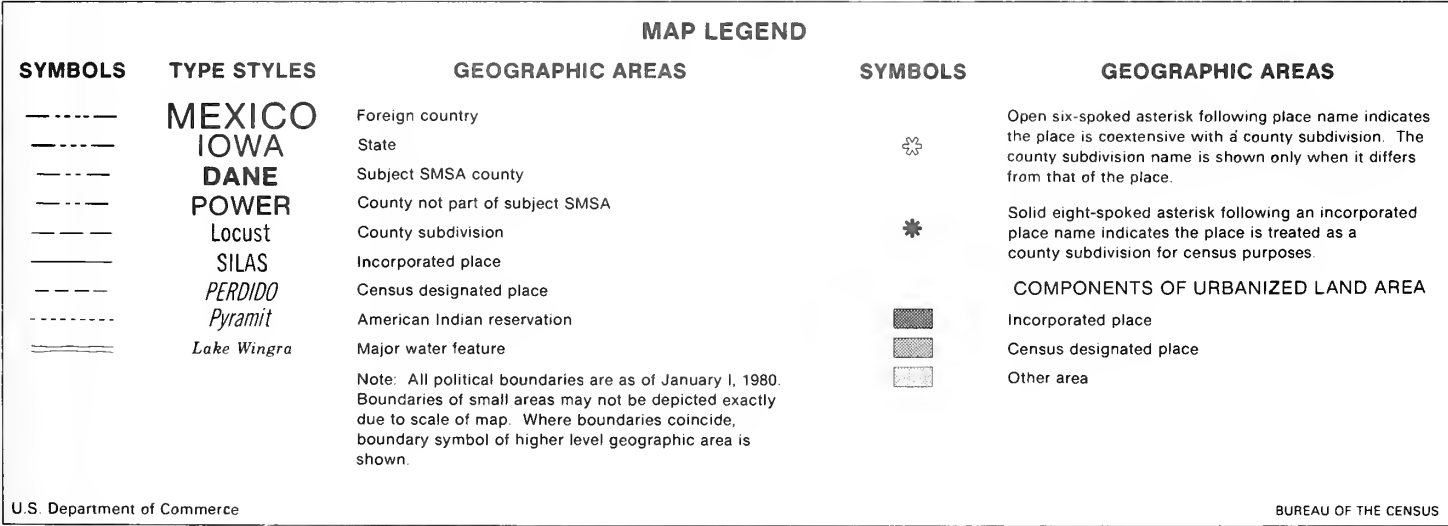 MAP LEGEND
SYMBOLS TYPE STYLES GEOGRAPHIC AREAS
MEXICO Foreign country
IOWA State
DANE Subject SMSA county
POWER County not part of subject SMSA
Locust County subdivision
SILAS Incorporated place
PERDIDO Census designated place
Pyramit American Indian reservation
Lake Wingra Major water feature
Note: All political boundaries are as of January I, 1980.
Boundaries of small areas may not be depicted exactly
due to scale of map. Where boundaries coincide,
boundary symbol of higher level geographic area is
shown.
SYMBOLS GEOGRAPHIC AREAS
Open six-spoked asterisk following place name indicates
the place is coextensive with a county subdivision. The
county subdivision name is shown only when it differs
from that of the place.
Solid eight-spoked asterisk following an incorporated
place name indicates the place is treated as a
county subdivision for census purposes.
COMPONENTS OF URBANIZED LAND AREA
Incorporated place
Census designated place
Other area
U.S. Department of Commerce
BUREAU OF THE CENSUS